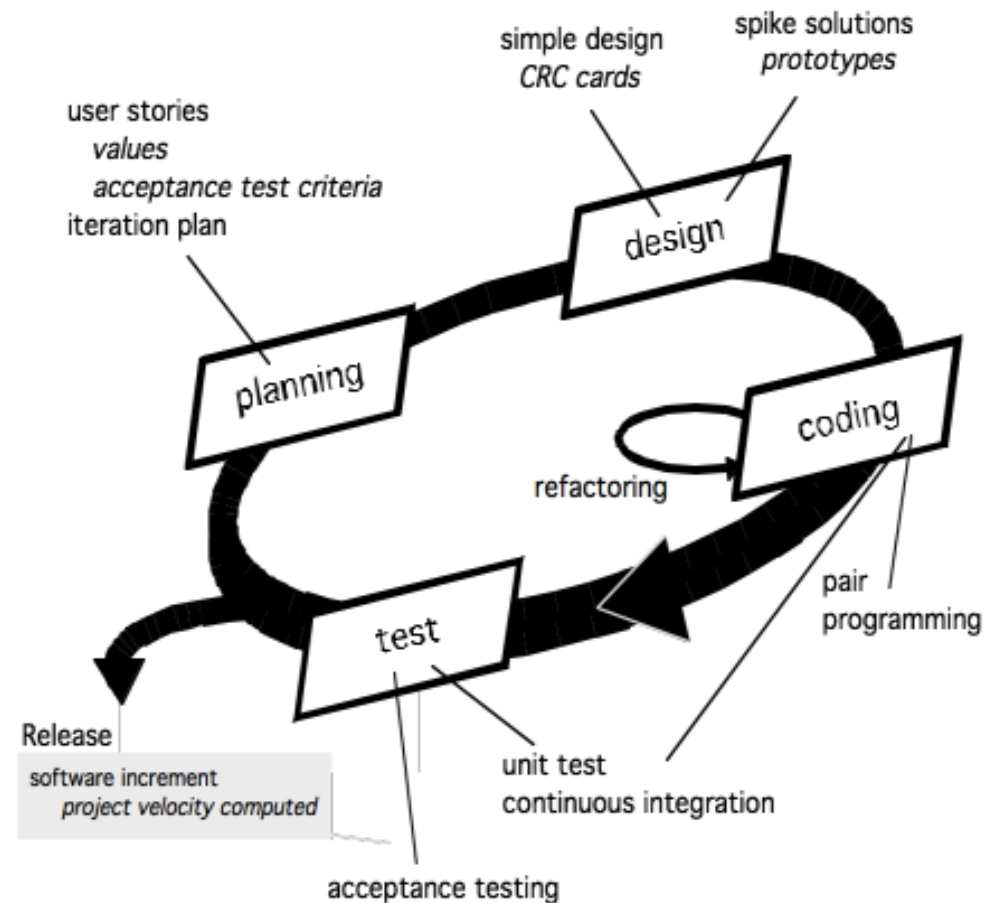 spike solutions
prototypes
simple design
CRC cards
user stories
values
acceptance test criteria
iteration plan
design
planning
coding
refactoring
pair
programming
test
Release
software increment
project velocity computed
unit test
continuous integration
acceptance testing